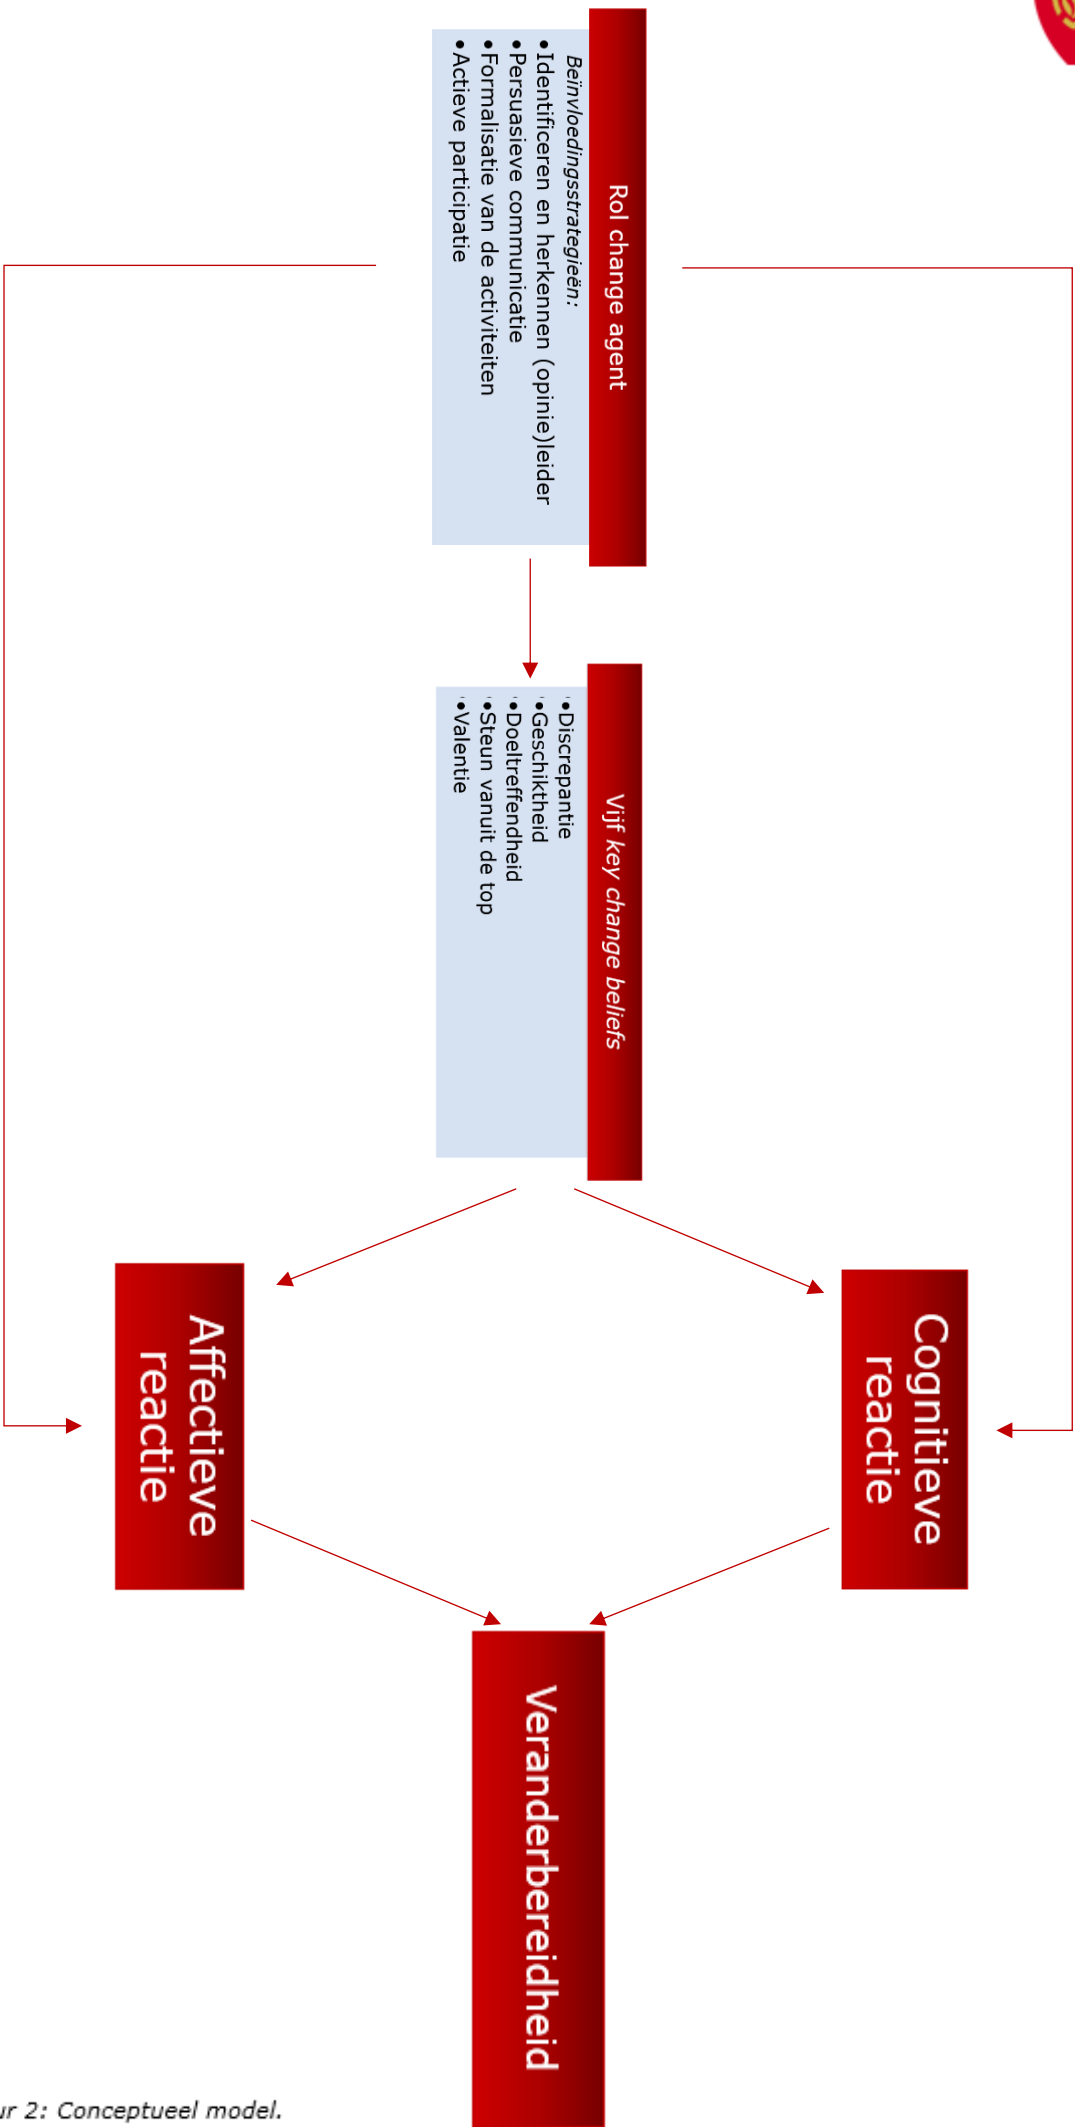 Rol change agent
Beïnvloedingsstrategieën:
•Identificeren en herkennen (opinie)leider
•Persuasieve communicatie
•Formalisatie van de activiteiten
•Actieve participatie
Vijf key change beliefs
•Discrepantie
•Geschiktheid
•Doeltreffendheid
•Steun vanuit de top
•Valentie
Cognitieve
reactie
Affectieve
reactie
Veranderbereidheid
ur 2: Conceptueel model.